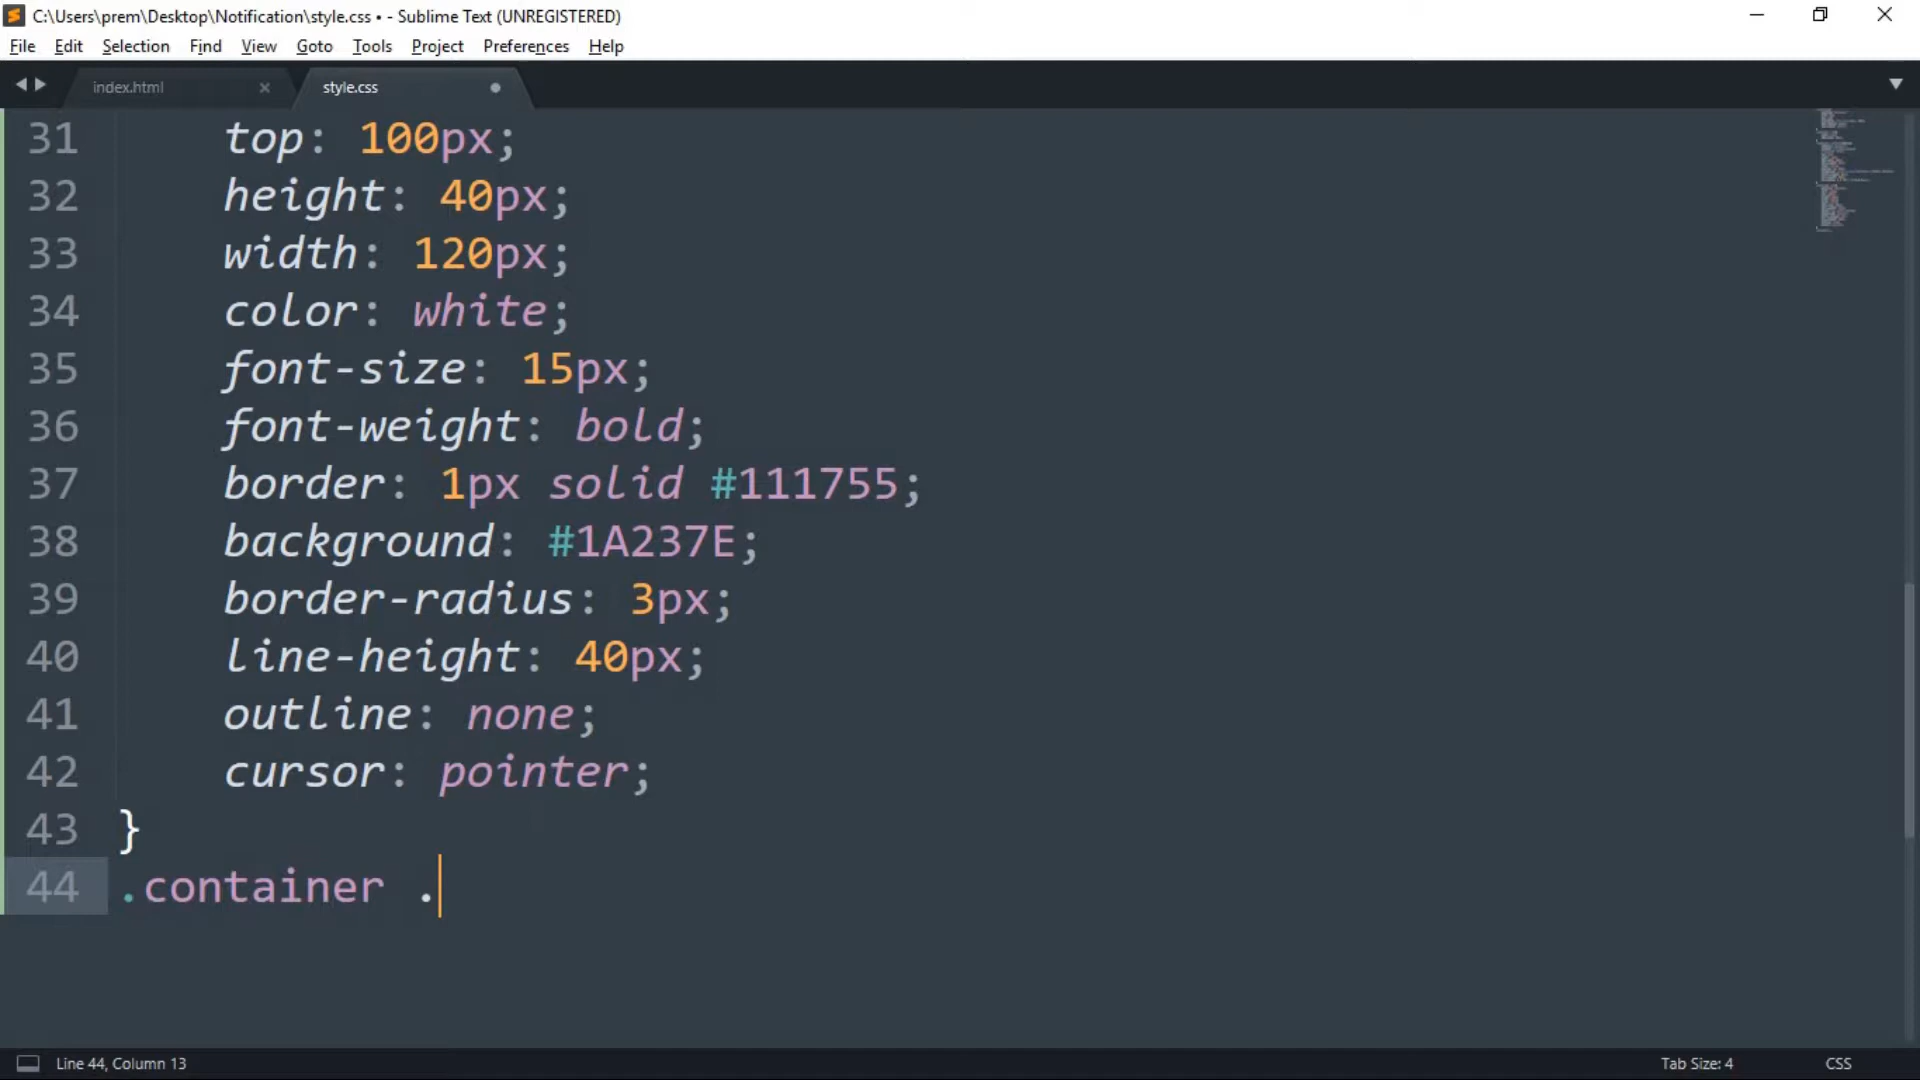 C:\Users\prem\Desktop\Notification\style.css • - Sublime Text (UNREGISTERED)
File Edit Selection Find View Goto Tools Project Preferences Help
index.html style.css
31 top: 100px;
32 height: 40px;
33 width: 120px;
34 color: white;
35 font-size: 15px;
36 font-weight: bold;
37 border: 1px solid #111755;
38 background: #1A237E;
39 border-radius: 3px;
40 line-height: 40px;
41 outline: none;
42 cursor: pointer;
43 }
44 .container .
Line 44, Column 13 Tab Size: 4 CSS